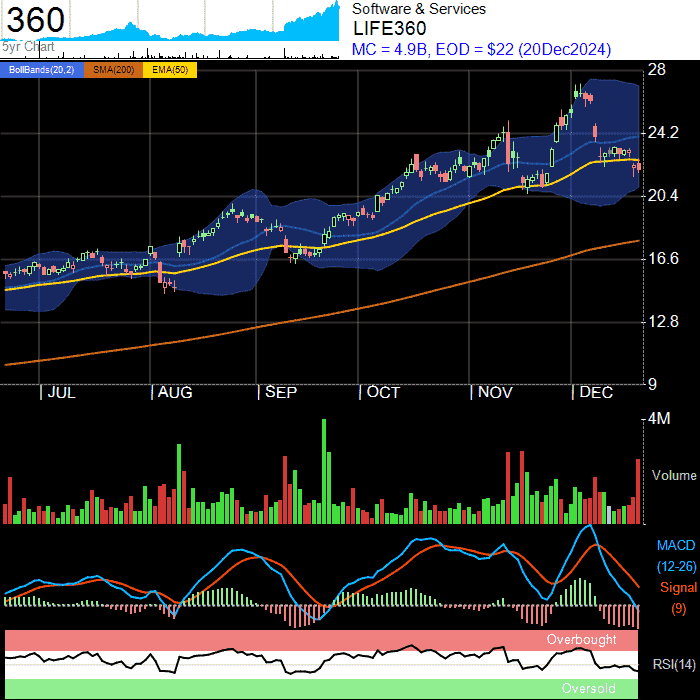 360
5yr Chart
Software & Services
LIFE360
MC = 4.9B, EOD = $22 (20Dec2024)
BollBands(20,2) SMA(200) EMA(50)
28
24.2
20.4
16.6
12.8
9
JUL AUG SEP OCT NOV DEC
4M
Volume
MACD
(12-26)
Signal
(9)
Overbought
RSI(14)
Oversold